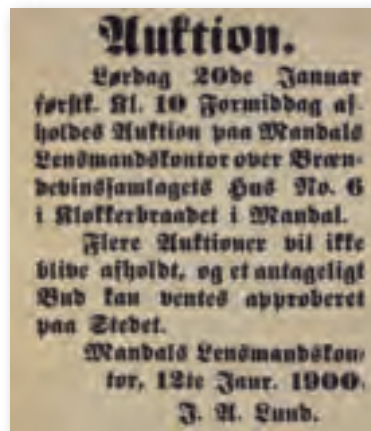 Auktion.
Lørdag 20de Januar
førstk. Kl. 10 Formiddag af-
holdes Auktion paa Mandals
Lensmandskontor over Bræn-
devinssamlagets Hus No. 6
i Klokkerbraadet i Mandal.
Flere Auktioner vil ikke
blive afholdt, og et antageligt
Bud kan ventes approberet
paa Stedet.
Mandals Lensmandskon-
tor, 12te Janr. 1900.
J. A. Lund.